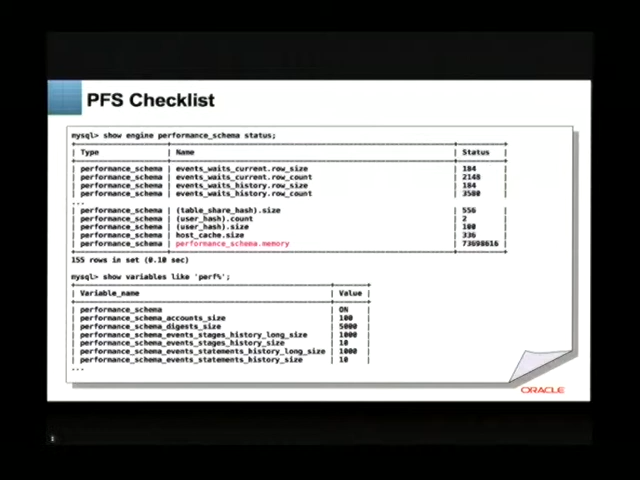 PFS Checklist
mysql> show engine performance_schema status;
| Type | Name | Status |
| performance_schema | events_waits_current.row_size | 184 |
| performance_schema | events_waits_current.row_count | 2148 |
| performance_schema | events_waits_history.row_size | 184 |
| performance_schema | events_waits_history.row_count | 3580 |
...
| performance_schema | (table_share_hash).size | 556 |
| performance_schema | (user_hash).count | 2 |
| performance_schema | (user_hash).size | 100 |
| performance_schema | host_cache.size | 336 |
| performance_schema | performance_schema.memory | 73698616 |
155 rows in set (0.10 sec)
mysql> show variables like 'perf%';
| Variable_name | Value |
| performance_schema | ON |
| performance_schema_accounts_size | 100 |
| performance_schema_digests_size | 5000 |
| performance_schema_events_stages_history_long_size | 1000 |
| performance_schema_events_stages_history_size | 10 |
| performance_schema_events_statements_history_long_size | 1000 |
| performance_schema_events_statements_history_size | 10 |
...
ORACLE